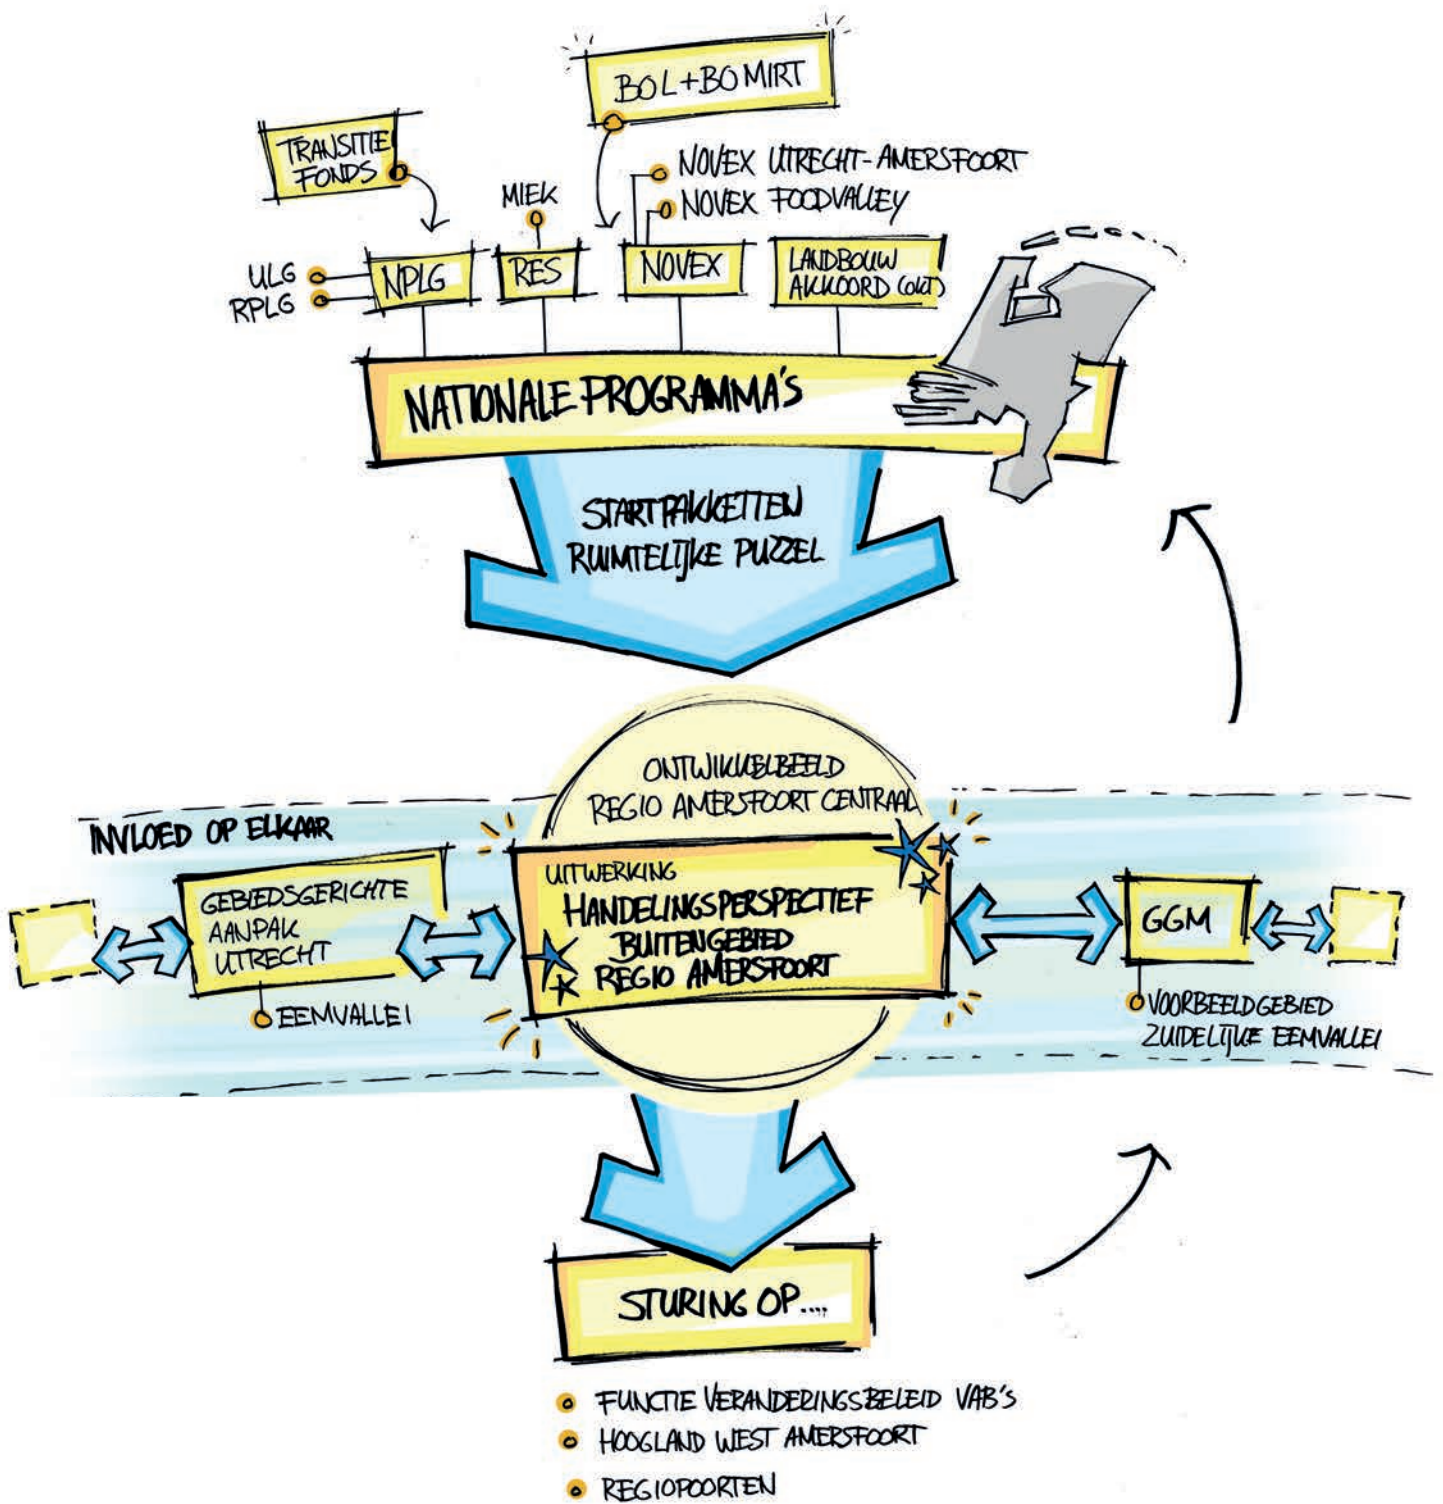 BOL+BO MIRT
TRANSITIE
FONDS
NOVEX UTRECHT-AMERSFOORT
NOVEX FOODVALLEY
MIEK
ULG
RPLG
NPLG
RES
NOVEX
LANDBOUW
AKKOORD (OKT)
NATIONALE PROGRAMMA'S
STARTPAKKETTEN
RUIMTELIJKE PUZZEL
ONTWIKKELBEELD
REGIO AMERSFOORT CENTRAAL
INVLOED OP ELKAAR
GEBIEDSGERICHTE
AANPAK
UTRECHT
EEMVALLEI
UITWERKING
HANDELINGSPERSPECTIEF
BUITENGEBIED
REGIO AMERSFOORT
GGM
VOORBEELDGEBIED
ZUIDELIJKE EEMVALLEI
STURING OP....,
FUNCTIE VERANDERINGSBELEID VAB'S
HOOGLAND WEST AMERSFOORT
REGIOPOORTEN